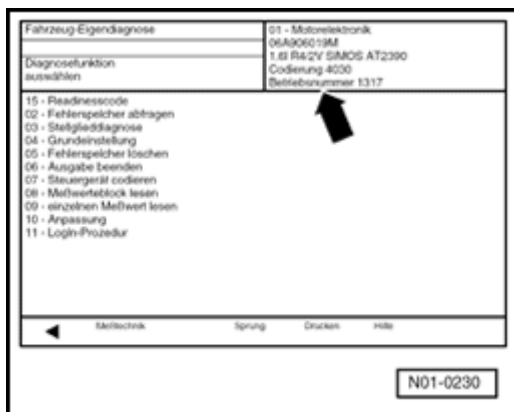 Fahrzeug-Eigendiagnose
Diagnosefunktion
auswählen
01 - Motorelektronik
06A906019M
1.6l R4/2V SIMOS AT2390
Codierung 4030
Betriebsnummer 1317
15 - Readinesscode
02 - Fehlerspeicher abfragen
03 - Stellglieddiagnose
04 - Grundeinstellung
05 - Fehlerspeicher löschen
06 - Ausgabe beenden
07 - Steuergerät codieren
08 - Meßwerteblock lesen
09 - einzelnen Meßwert lesen
10 - Anpassung
11 - LogIn-Prozedur
Meßtechnik Sprung Drucken Hilfe
N01-0230